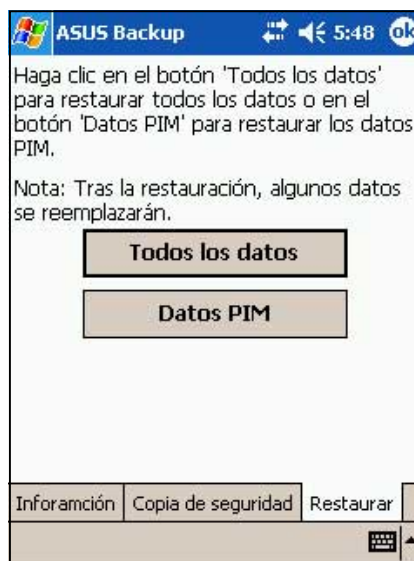 ASUS Backup 5:48 ok
Haga clic en el botón 'Todos los datos'
para restaurar todos los datos o en el
botón 'Datos PIM' para restaurar los datos
PIM.
Nota: Tras la restauración, algunos datos
se reemplazarán.
Todos los datos
Datos PIM
Inforamción Copia de seguridad Restaurar